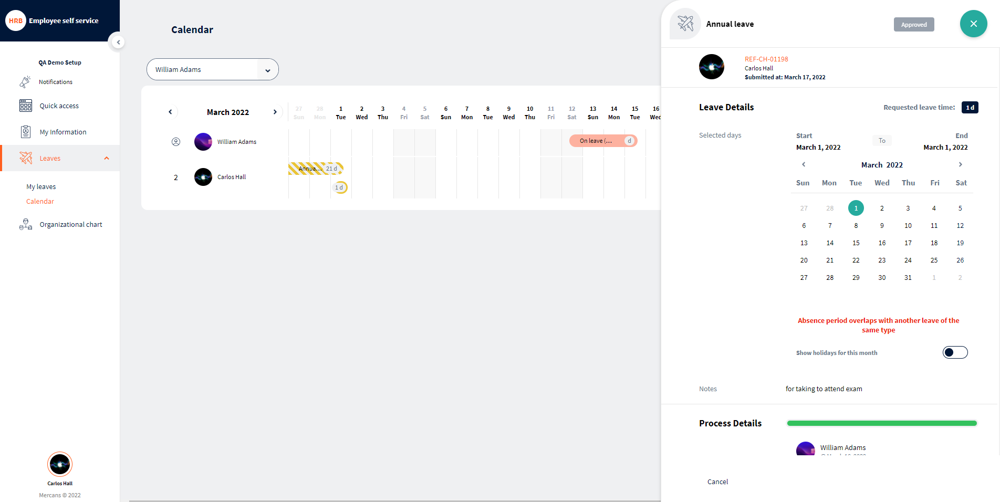 HRB Employee self service
QA Demo Setup
Notifications
Quick access
My Information
Leaves
My leaves
Calendar
Organizational chart
Carlos Hall
Mercans © 2022
Calendar
William Adams
March 2022
27 28 1 2 3 4 5 6 7 8 9 10 11 12 13 14 15 16
Sun Mon Tue Wed Thu Fri Sat Sun Mon Tue Wed Thu Fri Sat Sun Mon Tue Wed
William Adams
On leave (... d
Annua... 21 d
2 Carlos Hall
1 d
Annual leave
Approved
REF-CH-01198
Carlos Hall
Submitted at: March 17, 2022
Leave Details
Requested leave time: 1 d
Selected days
Start To End
March 1, 2022 March 1, 2022
March 2022
Sun Mon Tue Wed Thu Fri Sat
27 28 1 2 3 4 5
6 7 8 9 10 11 12
13 14 15 16 17 18 19
20 21 22 23 24 25 26
27 28 29 30 31 1 2
Absence period overlaps with another leave of the
same type
Show holidays for this month
Notes for taking to attend exam
Process Details
William Adams
Cancel